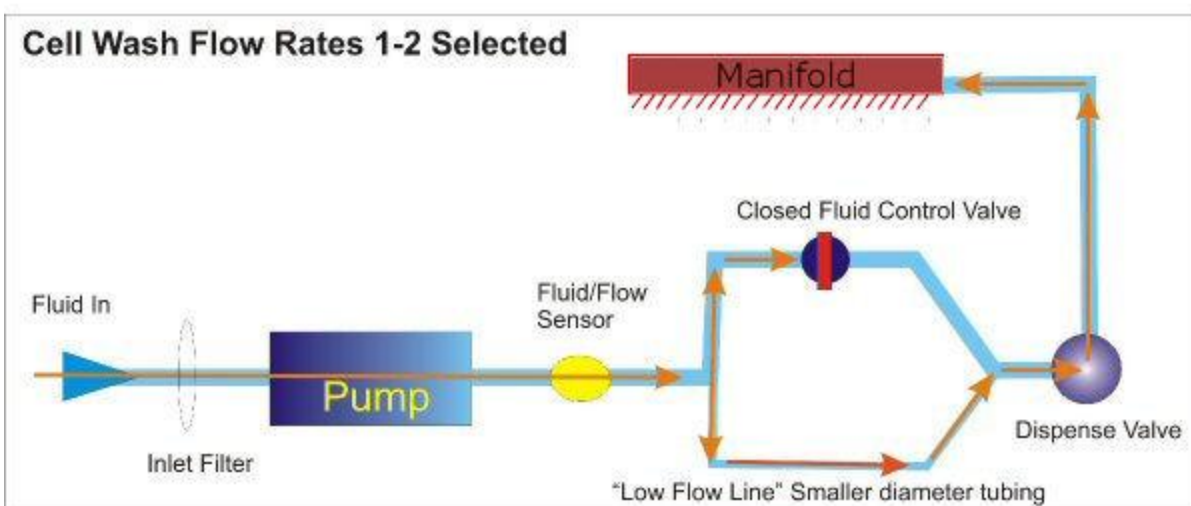 Cell Wash Flow Rates 1-2 Selected
Manifold
Closed Fluid Control Valve
Fluid In
Fluid/Flow
Sensor
Pump
Inlet Filter
Dispense Valve
“Low Flow Line” Smaller diameter tubing